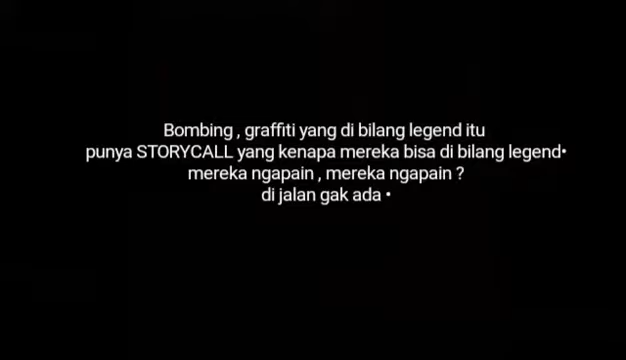 Bombing , graffiti yang di bilang legend itu
punya STORYCALL yang kenapa mereka bisa di bilang legend•
mereka ngapain , mereka ngapain ?
di jalan gak ada •